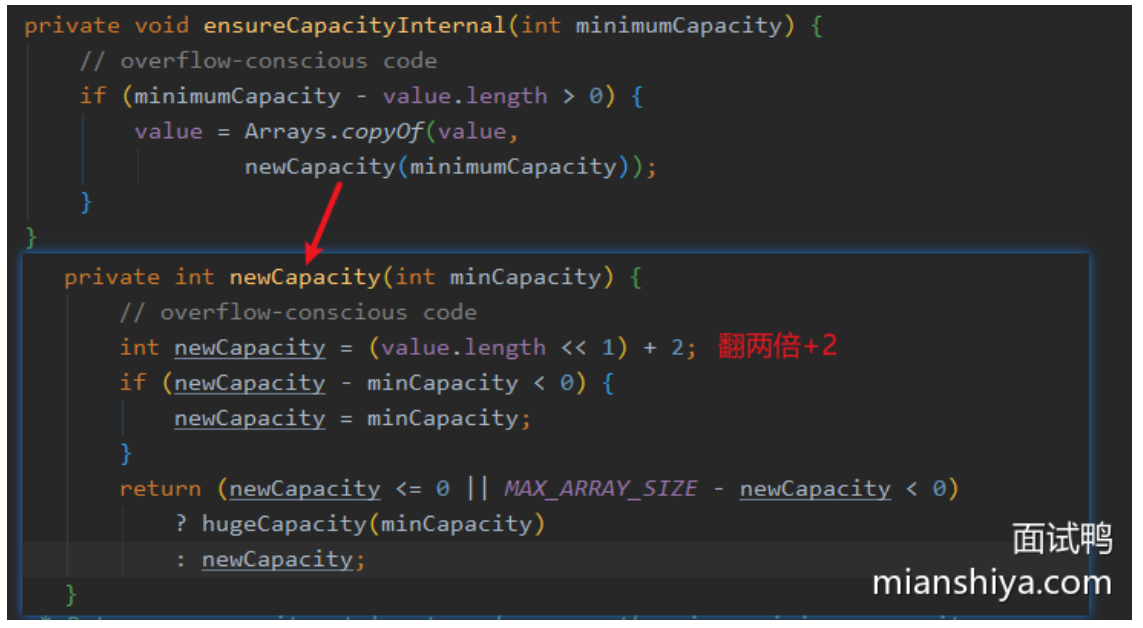 private void ensureCapacityInternal(int minimumCapacity) {
// overflow-conscious code
if (minimumCapacity - value.length > 0) {
value = Arrays.copyOf(value,
newCapacity(minimumCapacity));
}
}
private int newCapacity(int minCapacity) {
// overflow-conscious code
int newCapacity = (value.length << 1) + 2; 翻两倍+2
if (newCapacity - minCapacity < 0) {
newCapacity = minCapacity;
}
return (newCapacity <= 0 || MAX_ARRAY_SIZE - newCapacity < 0)
? hugeCapacity(minCapacity)
: newCapacity;
}
面试鸭
mianshiya.com